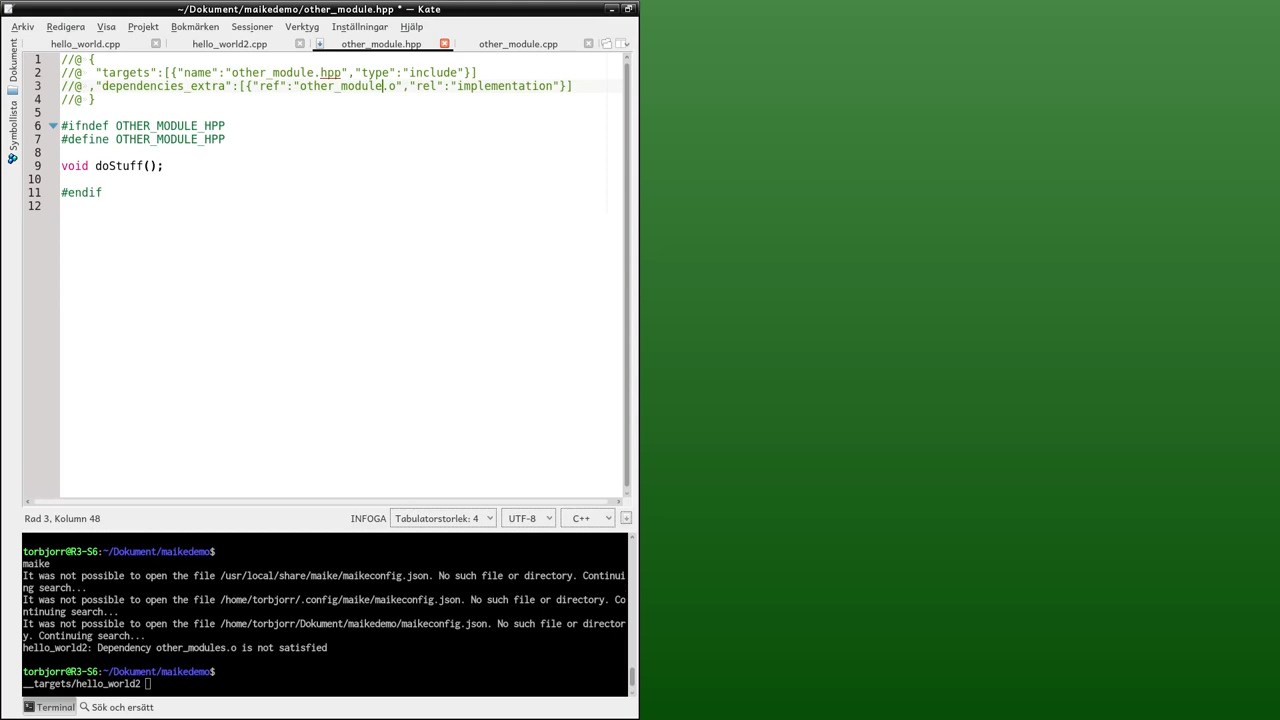 ~/Dokument/maikedemo/other_module.hpp * — Kate
Arkiv Redigera Visa Projekt Bokmärken Sessioner Verktyg Inställningar Hjälp
hello_world.cpp hello_world2.cpp other_module.hpp other_module.cpp
Dokument
Symbollista
1 //@ {
2 //@  "targets":[{"name":"other_module.hpp","type":"include"}]
3 //@ ,"dependencies_extra":[{"ref":"other_module.o","rel":"implementation"}]
4 //@ }
5
6 #ifndef OTHER_MODULE_HPP
7 #define OTHER_MODULE_HPP
8
9 void doStuff();
10
11 #endif
12
Rad 3, Kolumn 48 INFOGA Tabulatorstorlek: 4 UTF-8 C++
torbjorr@R3-S6:~/Dokument/maikedemo$
maike
It was not possible to open the file /usr/local/share/maike/maikeconfig.json. No such file or directory. Continui
ng search...
It was not possible to open the file /home/torbjorr/.config/maike/maikeconfig.json. No such file or directory. Co
ntinuing search...
It was not possible to open the file /home/torbjorr/Dokument/maikedemo/maikeconfig.json. No such file or director
y. Continuing search...
hello_world2: Dependency other_modules.o is not satisfied
torbjorr@R3-S6:~/Dokument/maikedemo$
__targets/hello_world2
Terminal Sök och ersätt